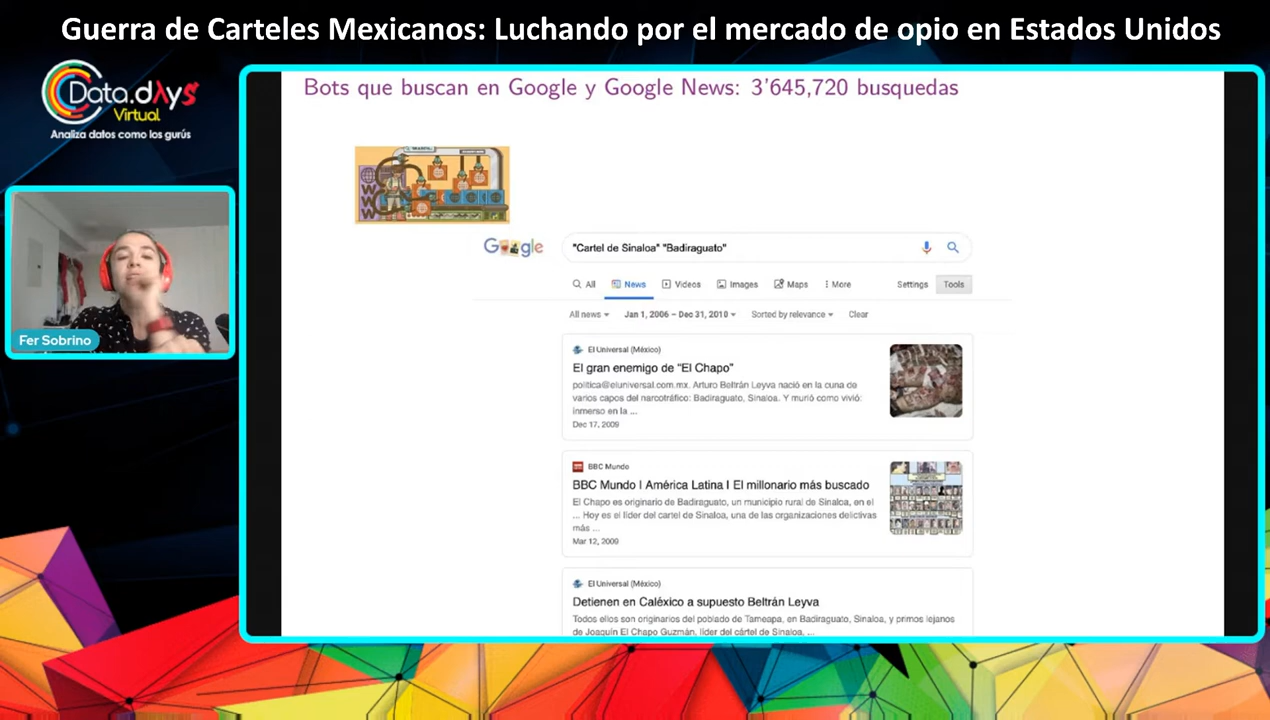 Guerra de Carteles Mexicanos: Luchando por el mercado de opio en Estados Unidos
Data.dAys
Virtual
Analiza datos como los gurús
Fer Sobrino
Bots que buscan en Google y Google News: 3'645,720 busquedas
WWW
Google
"Cartel de Sinaloa" "Badiraguato"
All News Videos Images Maps More Settings Tools
All news Jan 1, 2006 – Dec 31, 2010 Sorted by relevance Clear
El Universal (México)
El gran enemigo de "El Chapo"
politica@eluniversal.com.mx. Arturo Beltrán Leyva nació en la cuna de
varios capos del narcotráfico: Badiraguato, Sinaloa. Y murió como vivió:
inmerso en la ...
Dec 17, 2009
BBC Mundo
BBC Mundo | América Latina | El millonario más buscado
El Chapo es originario de Badiraguato, un municipio rural de Sinaloa, en el
... Hoy es el líder del cartel de Sinaloa, una de las organizaciones delictivas
más ...
Mar 12, 2009
El Universal (México)
Detienen en Caléxico a supuesto Beltrán Leyva
Todos ellos son originarios del poblado de Tameapa, en Badiraguato, Sinaloa, y primos lejanos
de Joaquín El Chapo Guzmán, líder del cártel de Sinaloa, ...